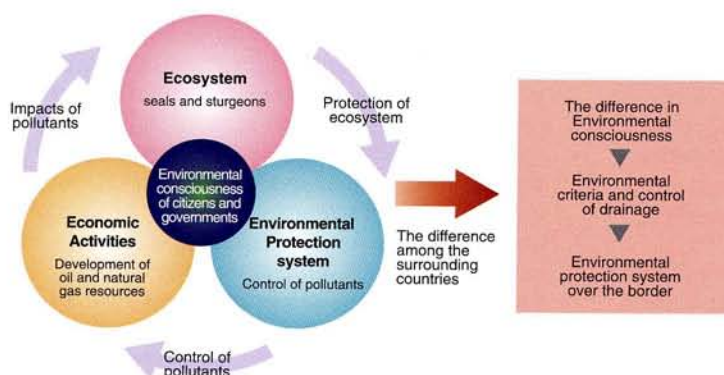 Ecosystem
seals and sturgeons
Impacts of
pollutants
Protection of
ecosystem
Environmental
consciousness
of citizens and
governments
Economic
Activities
Development of
oil and natural
gas resources
Environmental
Protection
system
Control of pollutants
Control of
pollutants
The difference
among the
surrounding
countries
The difference in
Environmental
consciousness
Environmental
criteria and control
of drainage
Environmental
protection system
over the border